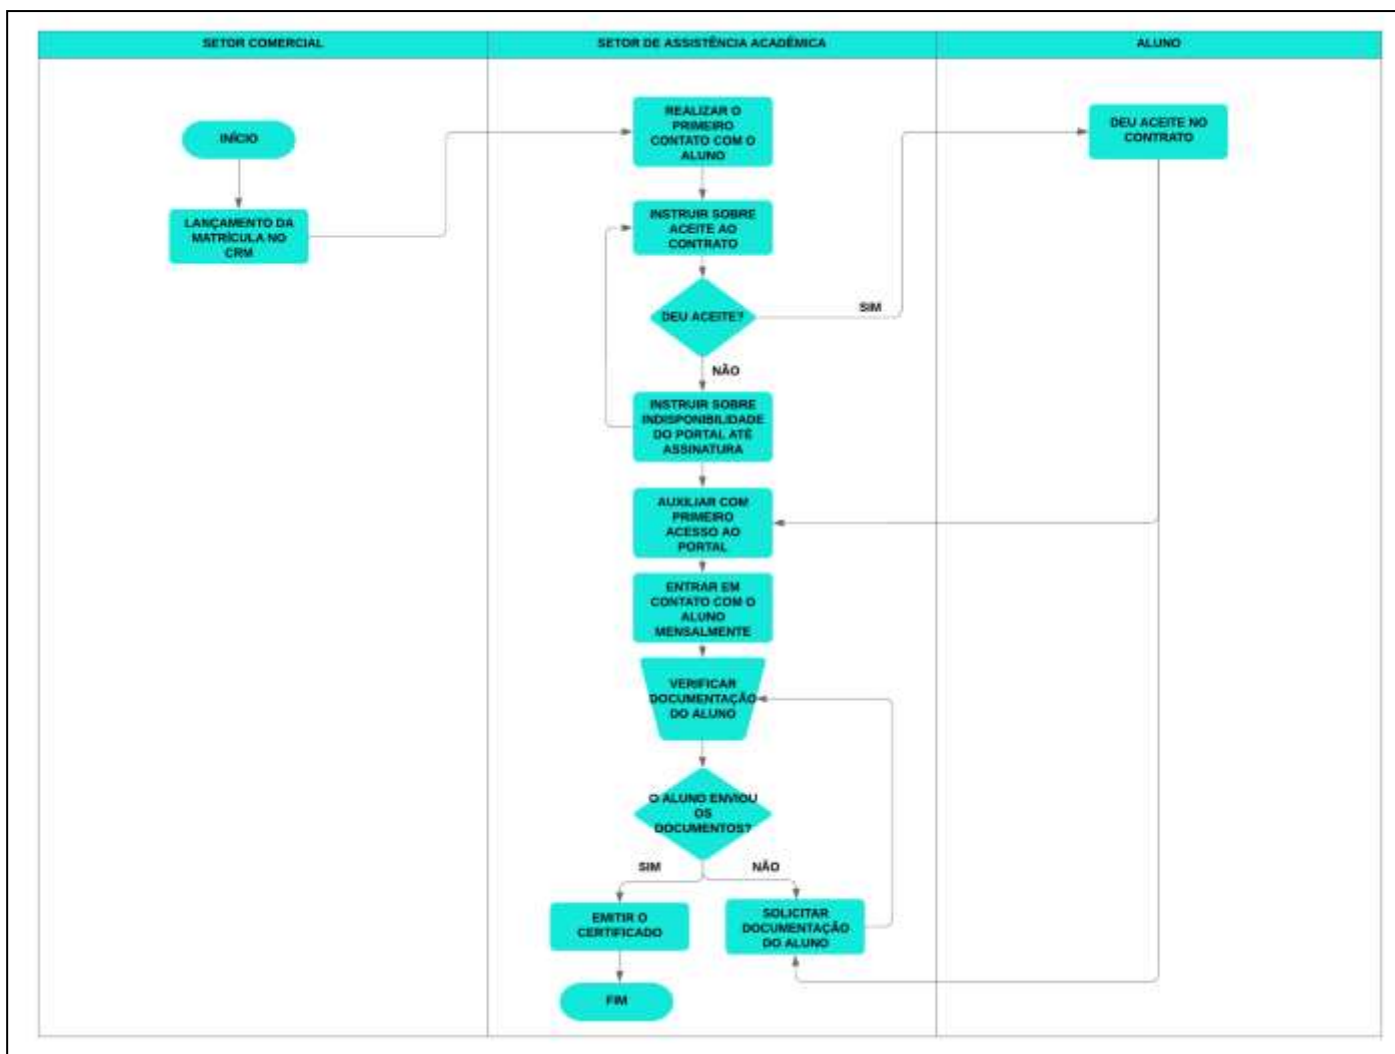 SETOR COMERCIAL
SETOR DE ASSISTÊNCIA ACADÊMICA
ALUNO
INÍCIO
LANÇAMENTO DA
MATRÍCULA NO
CRM
REALIZAR O
PRIMEIRO
CONTATO COM O
ALUNO
DEU ACEITE NO
CONTRATO
INSTRUIR SOBRE
ACEITE AO
CONTRATO
DEU ACEITE?
SIM
NÃO
INSTRUIR SOBRE
INDISPONIBILIDADE
DO PORTAL ATÉ
ASSINATURA
AUXILIAR COM
PRIMEIRO
ACESSO AO
PORTAL
ENTRAR EM
CONTATO COM O
ALUNO
MENSALMENTE
VERIFICAR
DOCUMENTAÇÃO
DO ALUNO
O ALUNO ENVIOU
OS
DOCUMENTOS?
SIM
NÃO
EMITIR O
CERTIFICADO
SOLICITAR
DOCUMENTAÇÃO
DO ALUNO
FIM